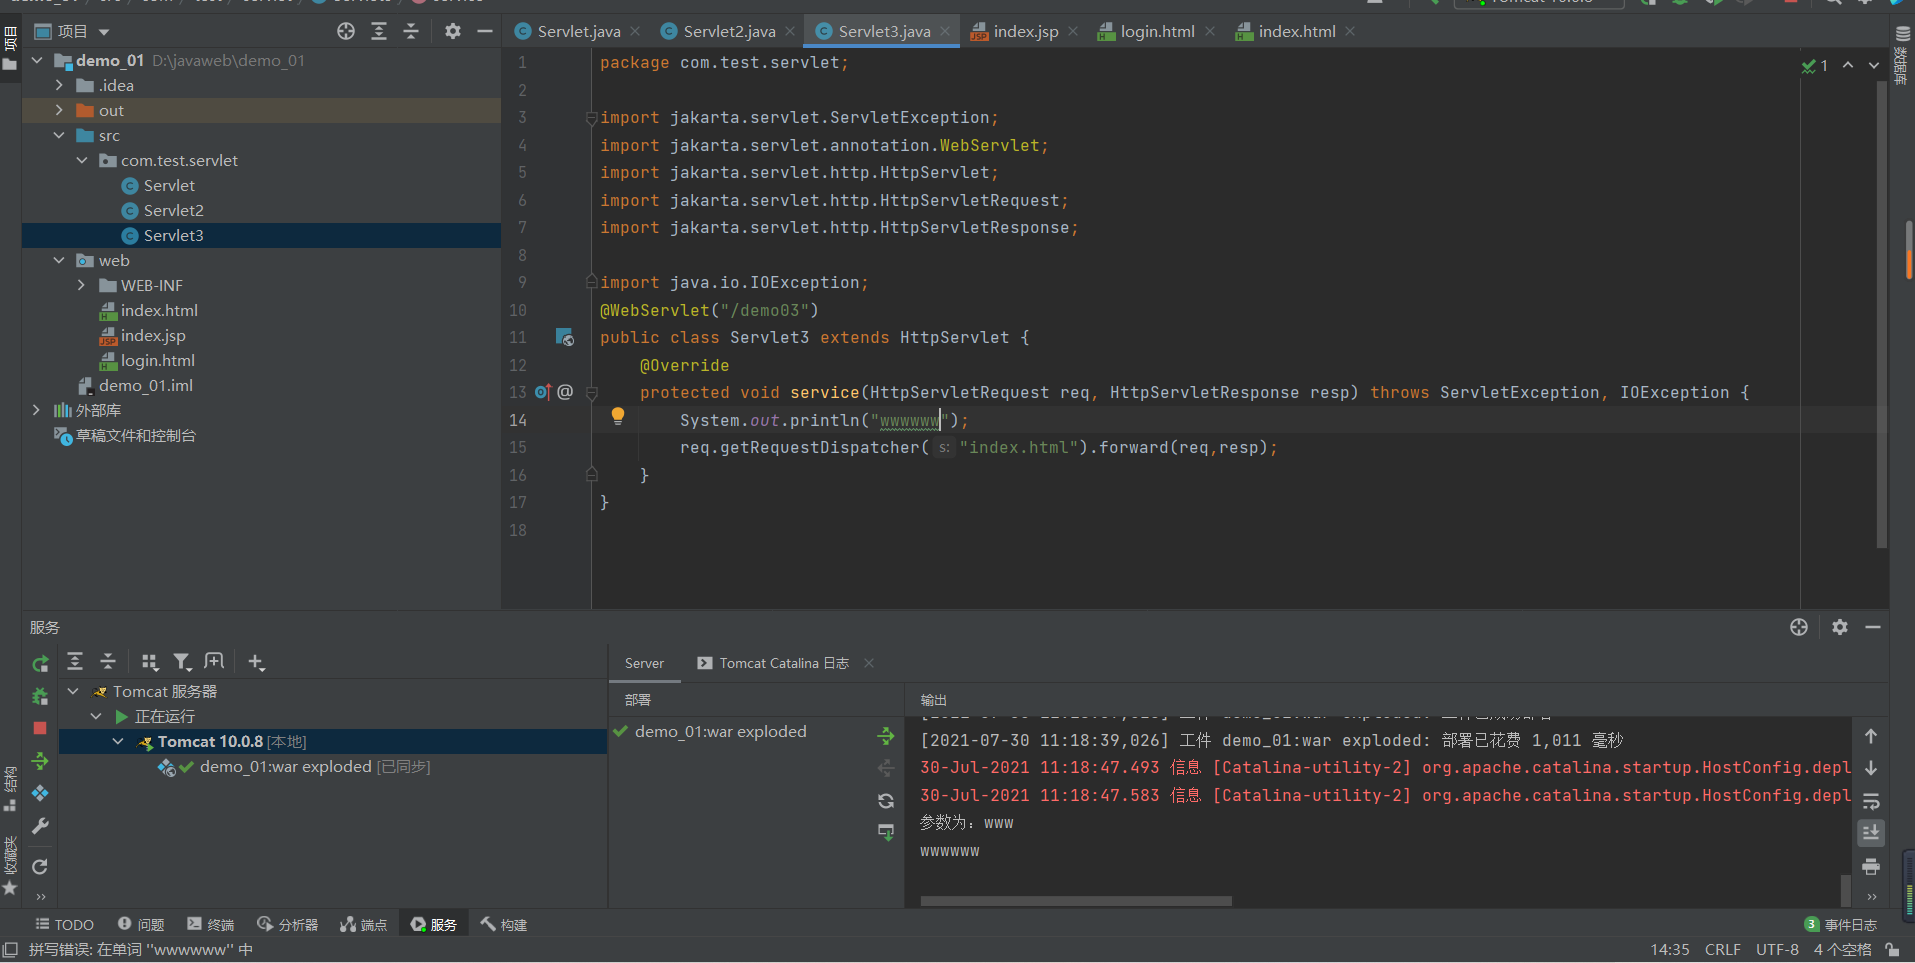 项目
项目
demo_01 D:\javaweb\demo_01
.idea
out
src
com.test.servlet
Servlet
Servlet2
Servlet3
web
WEB-INF
index.html
index.jsp
login.html
demo_01.iml
外部库
草稿文件和控制台
Servlet.java
Servlet2.java
Servlet3.java
index.jsp
login.html
index.html
1 package com.test.servlet;
2
3 import jakarta.servlet.ServletException;
4 import jakarta.servlet.annotation.WebServlet;
5 import jakarta.servlet.http.HttpServlet;
6 import jakarta.servlet.http.HttpServletRequest;
7 import jakarta.servlet.http.HttpServletResponse;
8
9 import java.io.IOException;
10 @WebServlet("/demo03")
11 public class Servlet3 extends HttpServlet {
12 @Override
13 protected void service(HttpServletRequest req, HttpServletResponse resp) throws ServletException, IOException {
14 System.out.println("wwwwww");
15 req.getRequestDispatcher( s: "index.html").forward(req,resp);
16 }
17 }
18
1
数据库
服务
Tomcat 服务器
正在运行
Tomcat 10.0.8 [本地]
demo_01:war exploded [已同步]
Server
Tomcat Catalina 日志
部署
demo_01:war exploded
输出
[2021-07-30 11:18:39,026] 工件 demo_01:war exploded: 部署已花费 1,011 毫秒
30-Jul-2021 11:18:47.493 信息 [Catalina-utility-2] org.apache.catalina.startup.HostConfig.depl
30-Jul-2021 11:18:47.583 信息 [Catalina-utility-2] org.apache.catalina.startup.HostConfig.depl
参数为: www
wwwwww
结构
收藏夹
TODO
问题
终端
分析器
端点
服务
构建
3 事件日志
拼写错误: 在单词 ''wwwwww'' 中
14:35 CRLF UTF-8 4 个空格